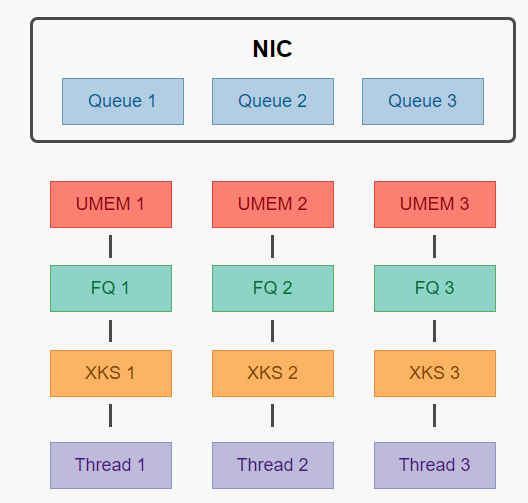 NIC
Queue 1 Queue 2 Queue 3
UMEM 1 UMEM 2 UMEM 3
FQ 1 FQ 2 FQ 3
XKS 1 XKS 2 XKS 3
Thread 1 Thread 2 Thread 3